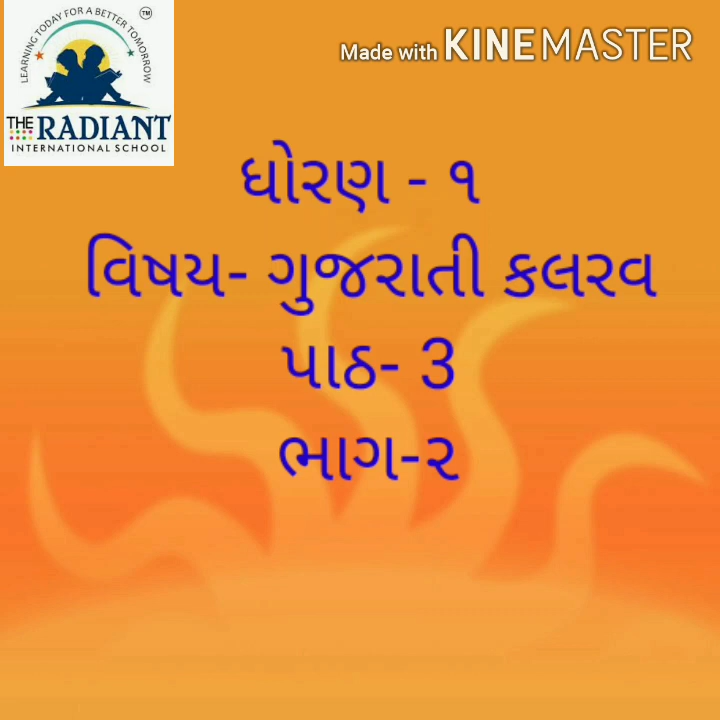 LEARNING TODAY FOR A BETTER TOMORROW
TM
THE RADIANT
INTERNATIONAL SCHOOL
Made with KINEMASTER
ધોરણ - ૧
વિષય- ગુજરાતી કલરવ
પાઠ- 3
ભાગ-૨